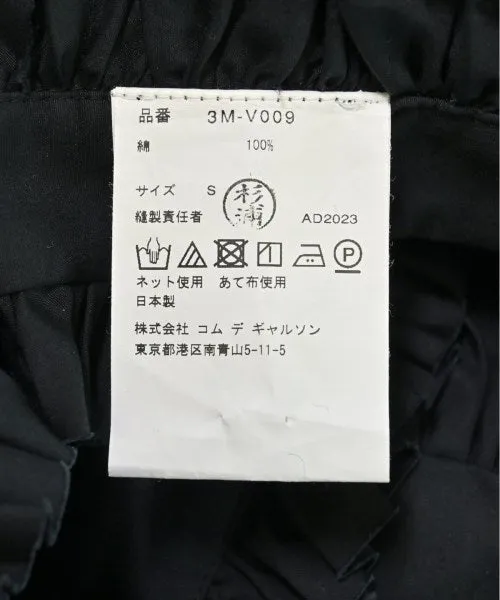 品番 3M-V009
綿 100%
サイズ S
杉浦
縫製責任者 AD2023
P
ネット使用 あて布使用
日本製
株式会社 コム デ ギャルソン
東京都港区南青山5-11-5